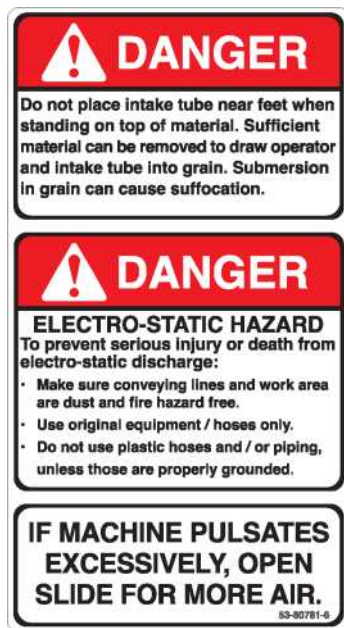 DANGER
Do not place intake tube near feet when
standing on top of material. Sufficient
material can be removed to draw operator
and intake tube into grain. Submersion
in grain can cause suffocation.
DANGER
ELECTRO-STATIC HAZARD
To prevent serious injury or death from
electro-static discharge:
· Make sure conveying lines and work area
are dust and fire hazard free.
· Use original equipment / hoses only.
· Do not use plastic hoses and / or piping,
unless those are properly grounded.
IF MACHINE PULSATES
EXCESSIVELY, OPEN
SLIDE FOR MORE AIR.
53-80781-6